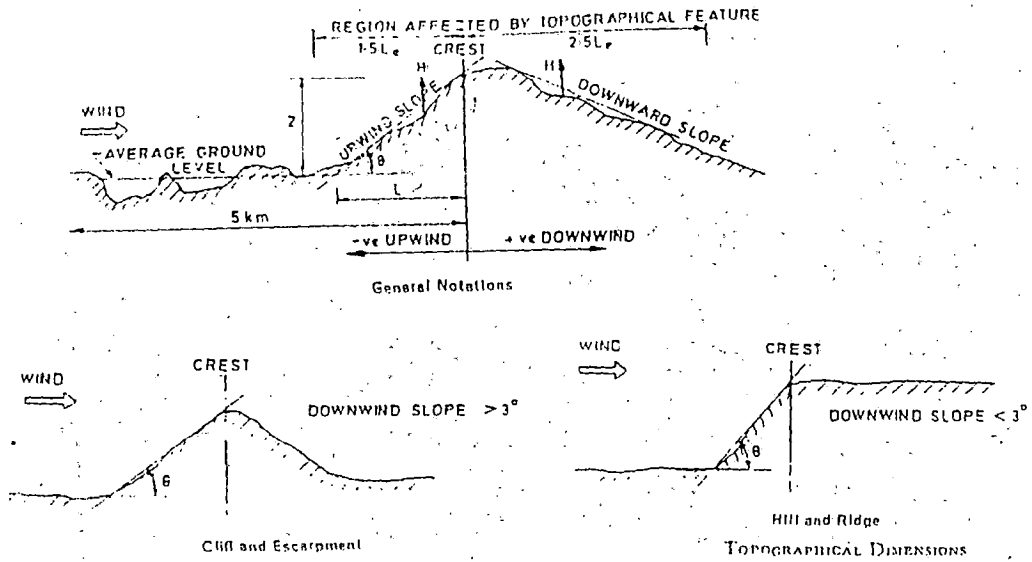 REGION AFFECTED BY TOPOGRAPHICAL FEATURE
1·5Lₑ CREST 2·5Lₑ
H H
UPWIND SLOPE
DOWNWARD SLOPE
WIND
Z
AVERAGE GROUND
LEVEL
θ
L
5 km
-ve UPWIND + ve DOWNWIND
General Notations
WIND
CREST
DOWNWIND SLOPE > 3°
θ
Cliff and Escarpment
WIND
CREST
DOWNWIND SLOPE < 3°
θ
Hill and Ridge
TOPOGRAPHICAL DIMENSIONS